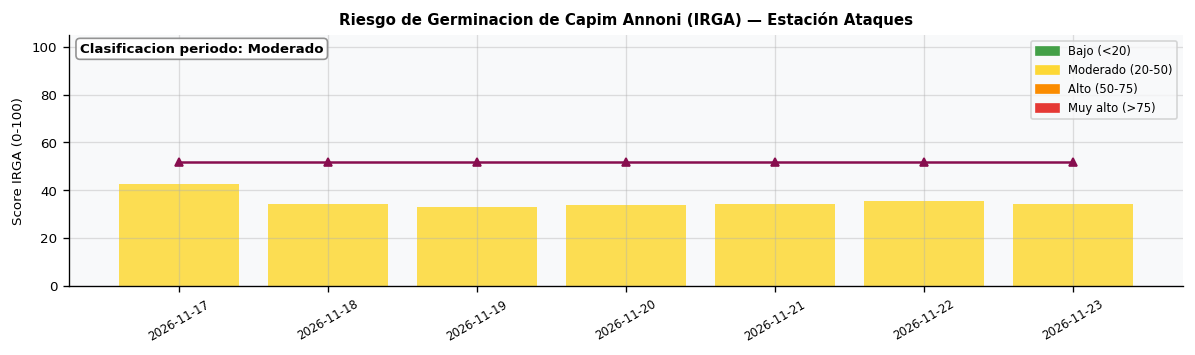 Riesgo de Germinacion de Capim Annoni (IRGA) — Estación Ataques
Clasificacion periodo: Moderado
Bajo (<20)
Moderado (20-50)
Alto (50-75)
Muy alto (>75)
Score IRGA (0-100)
100
80
60
40
20
0
2026-11-17
2026-11-18
2026-11-19
2026-11-20
2026-11-21
2026-11-22
2026-11-23